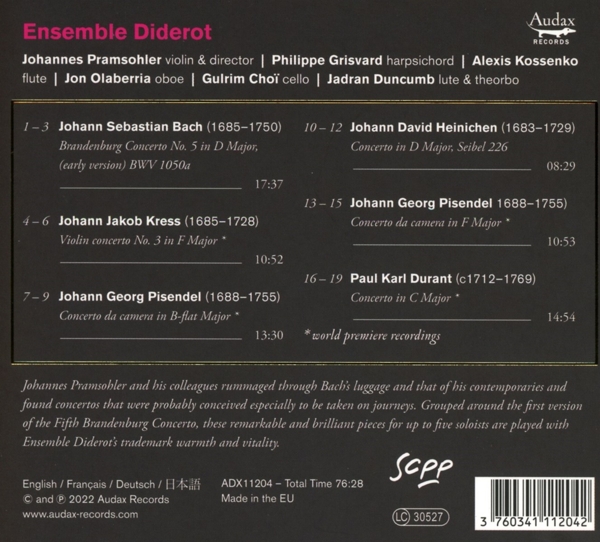 Ensemble Diderot
Audax
RECORDS
Johannes Pramsohler violin & director | Philippe Grisvard harpsichord | Alexis Kossenko
flute | Jon Olaberria oboe | Gulrim Choï cello | Jadran Duncumb lute & theorbo
1 – 3 Johann Sebastian Bach (1685–1750)
Brandenburg Concerto No. 5 in D Major,
(early version) BWV 1050a
17:37
4 – 6 Johann Jakob Kress (1685–1728)
Violin concerto No. 3 in F Major *
10:52
7 – 9 Johann Georg Pisendel (1688–1755)
Concerto da camera in B-flat Major *
13:30
10 – 12 Johann David Heinichen (1683–1729)
Concerto in D Major, Seibel 226
08:29
13 – 15 Johann Georg Pisendel 1688–1755)
Concerto da camera in F Major *
10:53
16 – 19 Paul Karl Durant (c1712–1769)
Concerto in C Major *
14:54
* world premiere recordings
Johannes Pramsohler and his colleagues rummaged through Bach's luggage and that of his contemporaries and
found concertos that were probably conceived especially to be taken on journeys. Grouped around the first version
of the Fifth Brandenburg Concerto, these remarkable and brilliant pieces for up to five soloists are played with
Ensemble Diderot's trademark warmth and vitality.
English / Français / Deutsch / 日本語
© and ℗ 2022 Audax Records
www.audax-records.com
ADX11204 – Total Time 76:28
Made in the EU
SCPP
LC 30527
3 760341 112042